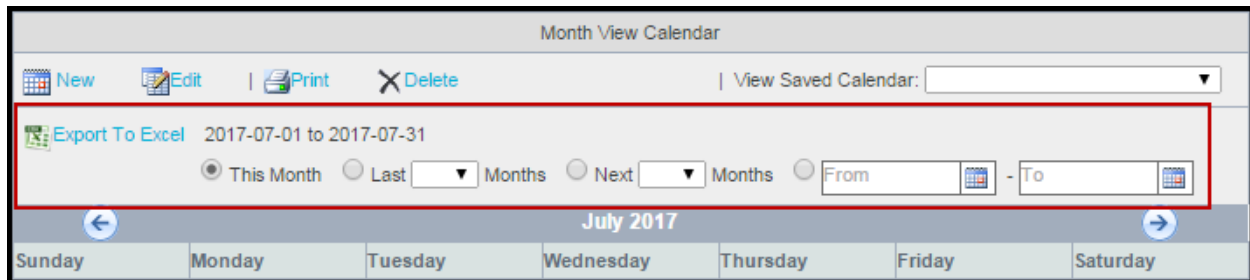 Month View Calendar
New Edit | Print Delete | View Saved Calendar:
Export To Excel 2017-07-01 to 2017-07-31
This Month Last Months Next Months From - To
July 2017
Sunday Monday Tuesday Wednesday Thursday Friday Saturday